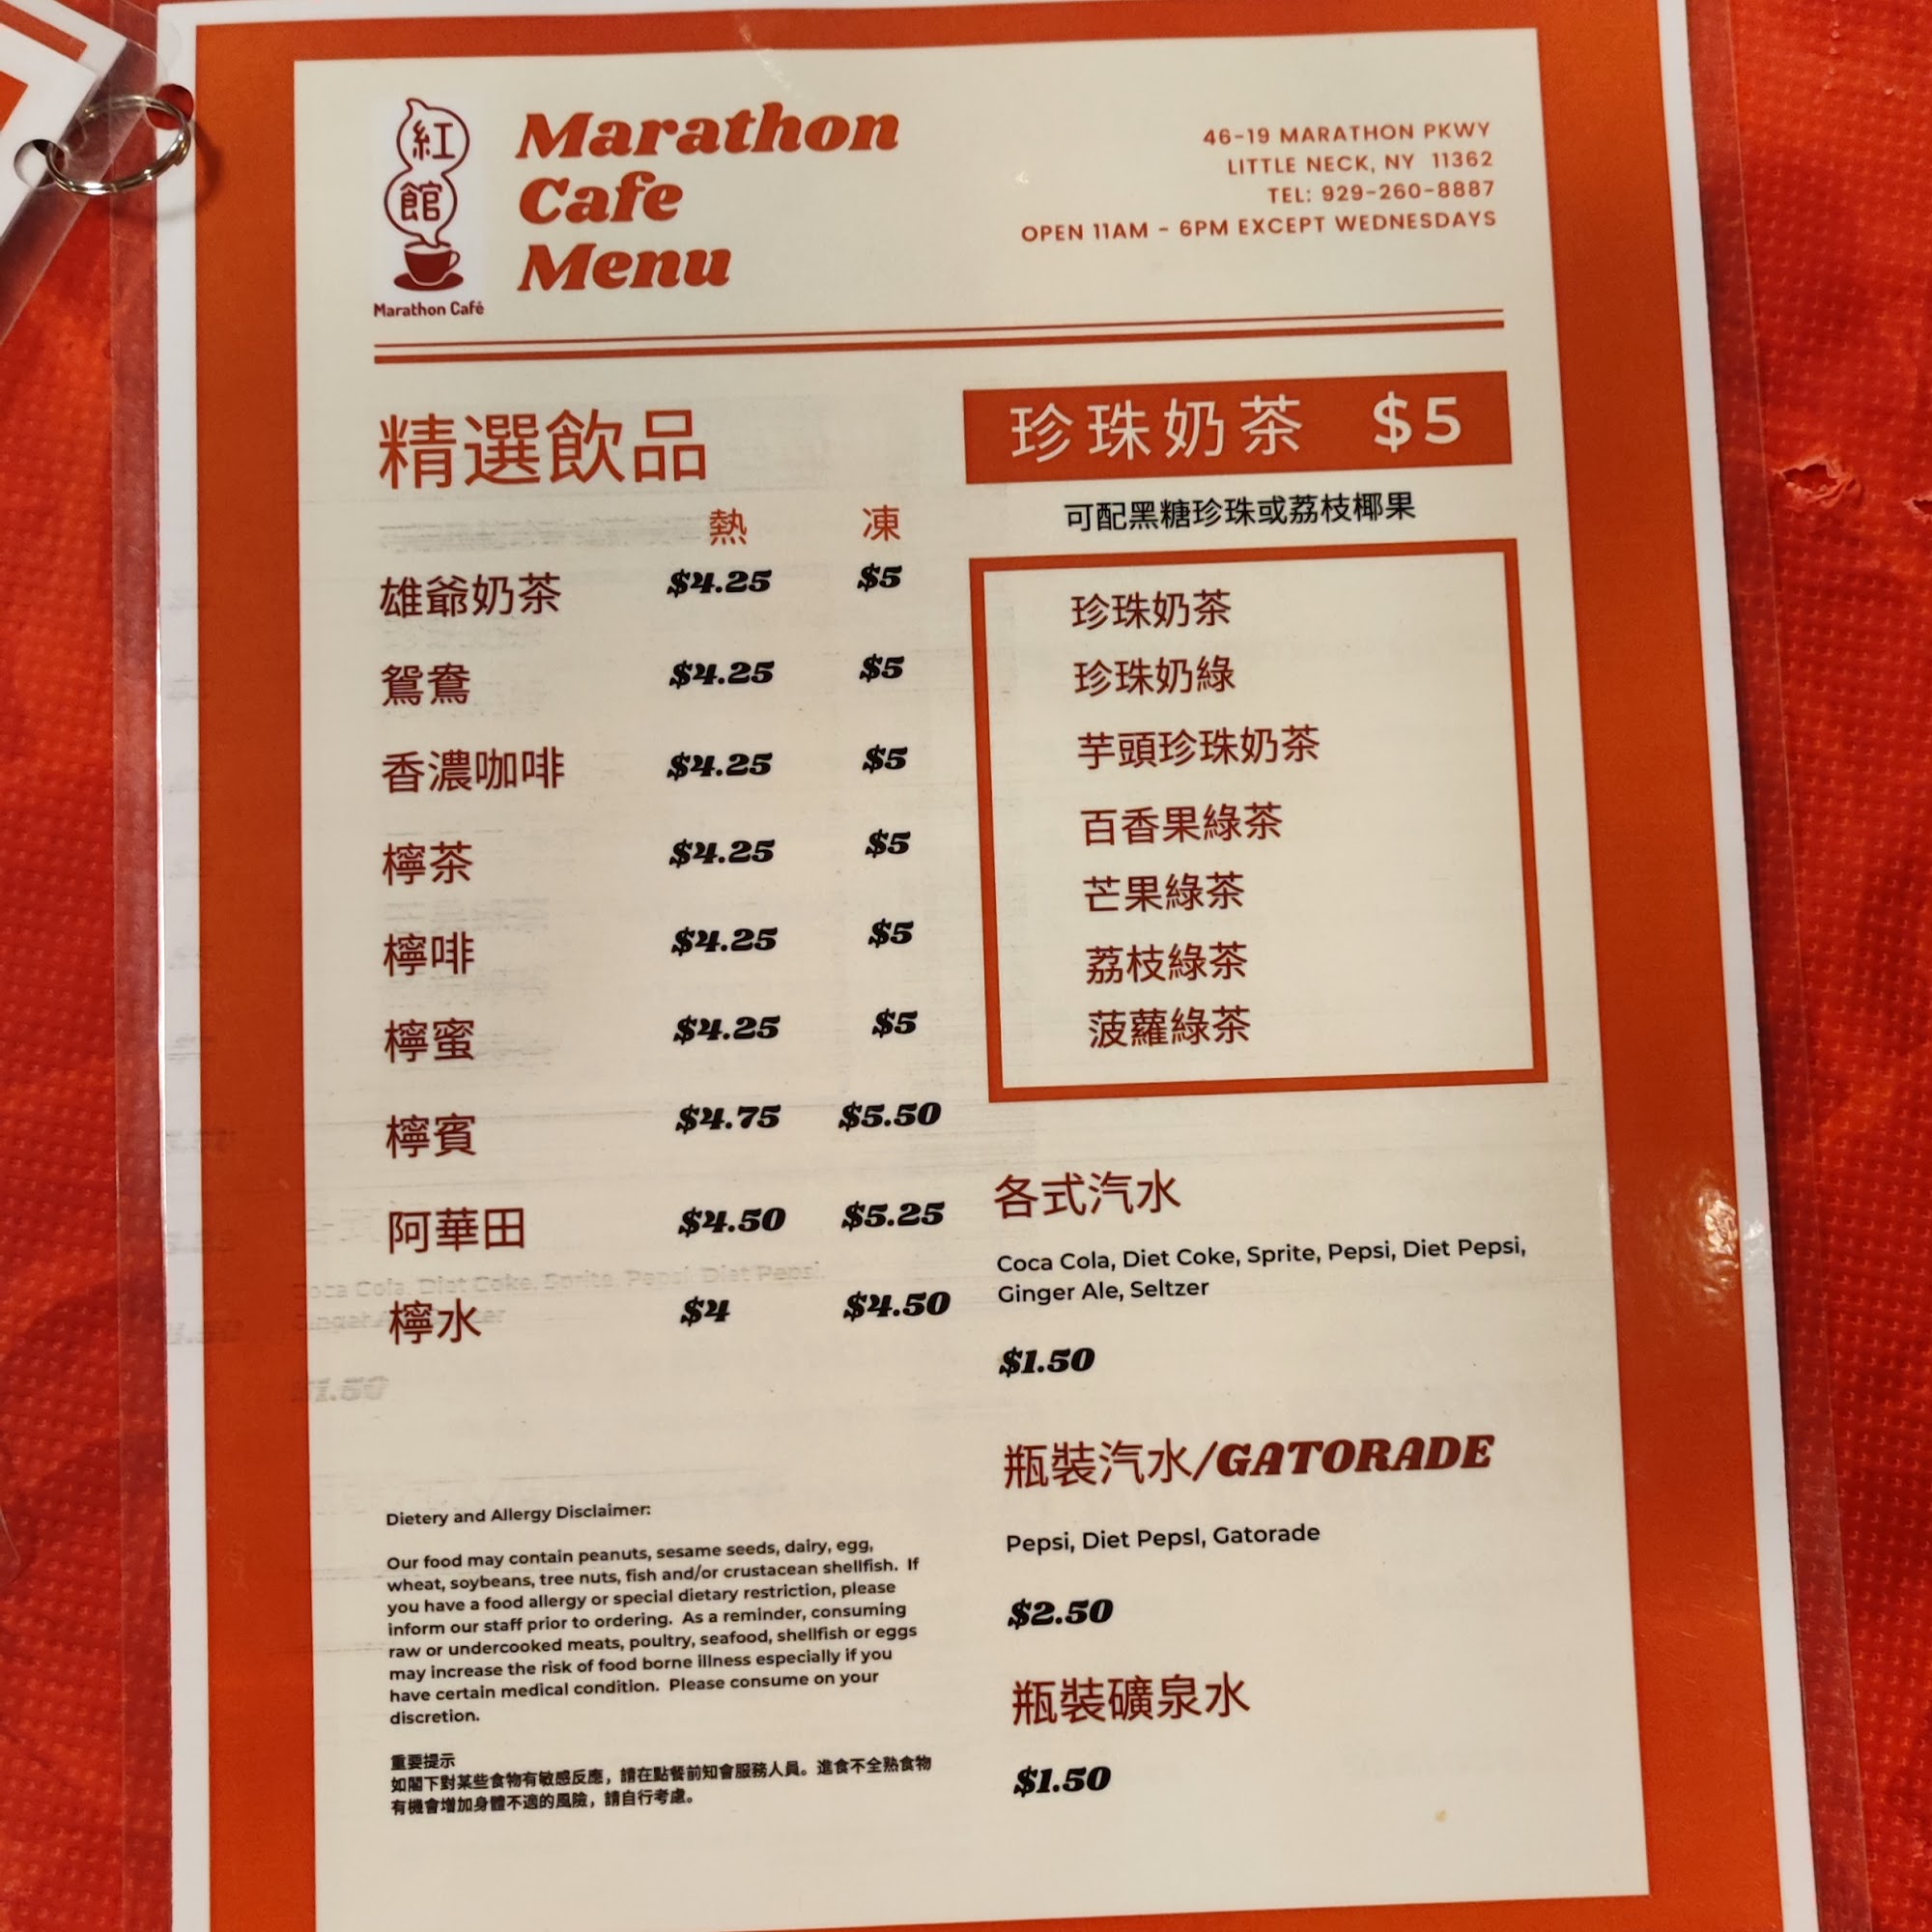 紅
館
Marathon Café
Marathon
Cafe
Menu
46-19 MARATHON PKWY
LITTLE NECK, NY 11362
TEL: 929-260-8887
OPEN 11AM - 6PM EXCEPT WEDNESDAYS
精選飲品
熱 凍
雄爺奶茶 $4.25 $5
鴛鴦 $4.25 $5
香濃咖啡 $4.25 $5
檸茶 $4.25 $5
檸啡 $4.25 $5
檸蜜 $4.25 $5
檸賓 $4.75 $5.50
阿華田 $4.50 $5.25
檸水 $4 $4.50
Dietery and Allergy Disclaimer:
Our food may contain peanuts, sesame seeds, dairy, egg,
wheat, soybeans, tree nuts, fish and/or crustacean shellfish. If
you have a food allergy or special dietary restriction, please
inform our staff prior to ordering. As a reminder, consuming
raw or undercooked meats, poultry, seafood, shellfish or eggs
may increase the risk of food borne illness especially if you
have certain medical condition. Please consume on your
discretion.
重要提示
如閣下對某些食物有敏感反應，請在點餐前知會服務人員。進食不全熟食物
有機會增加身體不適的風險，請自行考慮。
珍珠奶茶 $5
可配黑糖珍珠或荔枝椰果
珍珠奶茶
珍珠奶綠
芋頭珍珠奶茶
百香果綠茶
芒果綠茶
荔枝綠茶
菠蘿綠茶
各式汽水
Coca Cola, Diet Coke, Sprite, Pepsi, Diet Pepsi,
Ginger Ale, Seltzer
$1.50
瓶裝汽水/GATORADE
Pepsi, Diet Pepsl, Gatorade
$2.50
瓶裝礦泉水
$1.50